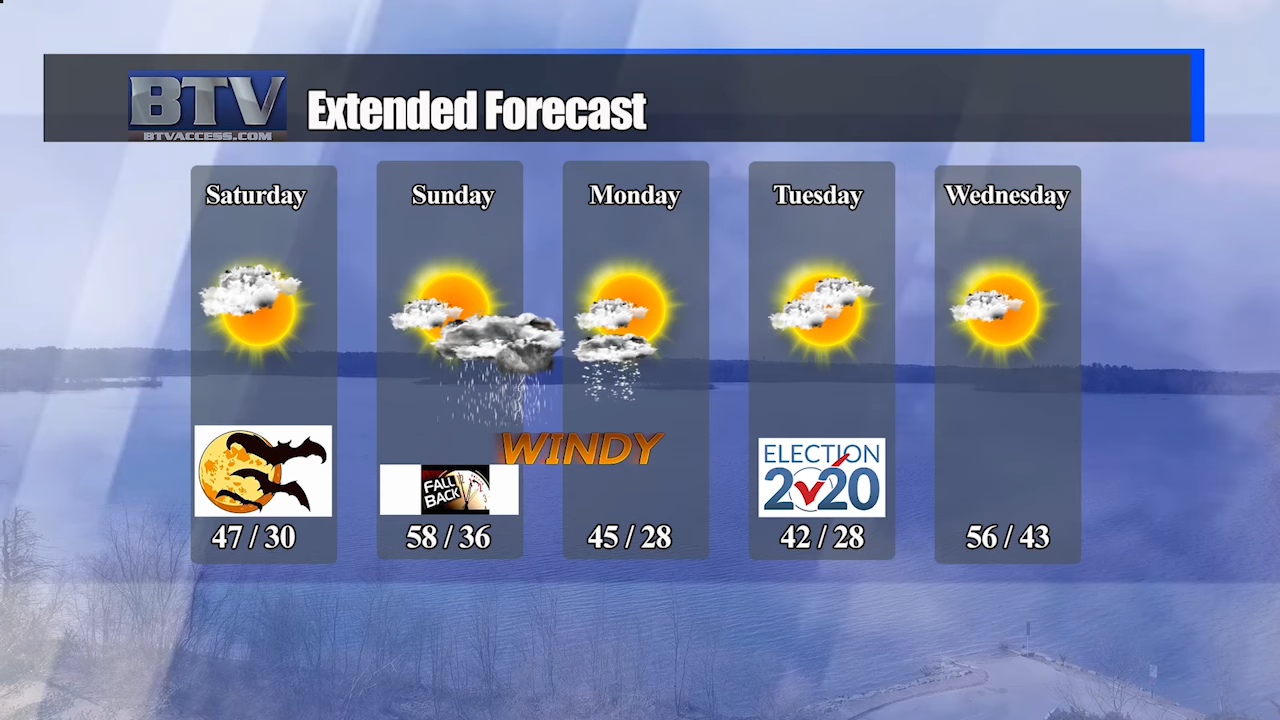 BTV
BTVACCESS.COM
Extended Forecast
Saturday
Sunday
Monday
Tuesday
Wednesday
WINDY
FALL
BACK
ELECTION
2020
47 / 30
58 / 36
45 / 28
42 / 28
56 / 43